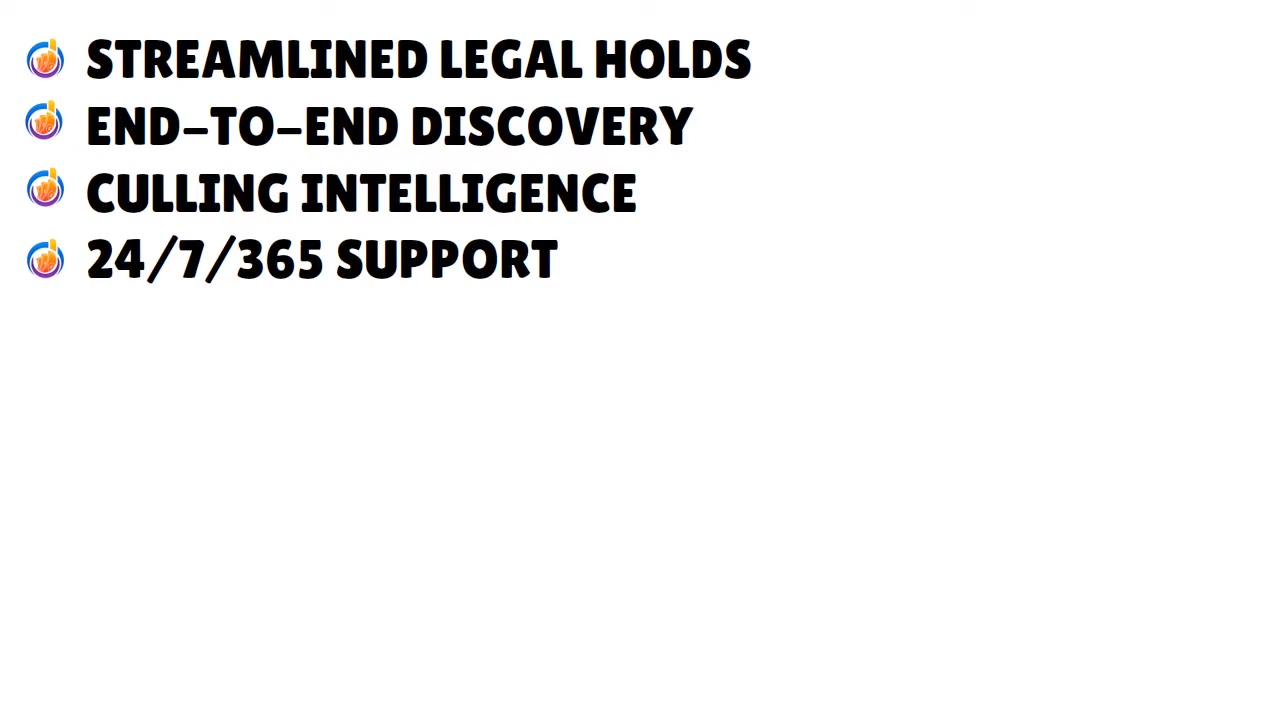 STREAMLINED LEGAL HOLDS
END-TO-END DISCOVERY
CULLING INTELLIGENCE
24/7/365 SUPPORT